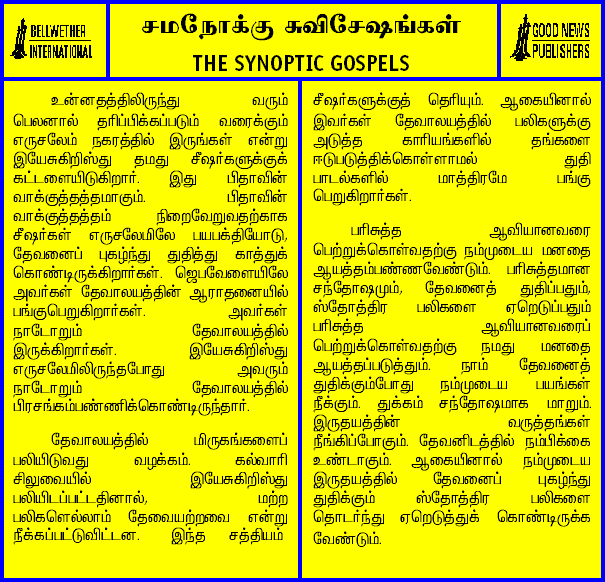 BELLWETHER
INTERNATIONAL
சமநோக்கு சுவிசேஷங்கள்
THE SYNOPTIC GOSPELS
GOOD NEWS
PUBLISHERS
உன்னதத்திலிருந்து வரும்
பெலனால் தரிப்பிக்கப்படும் வரைக்கும்
எருசலேம் நகரத்தில் இருங்கள் என்று
இயேசுகிறிஸ்து தமது சீஷர்களுக்குக்
கட்டளையிடுகிறார். இது பிதாவின்
வாக்குத்தத்தமாகும். பிதாவின்
வாக்குத்தத்தம் நிறைவேறுவதற்காக
சீஷர்கள் எருசலேமிலே பயபக்தியோடு,
தேவனைப் புகழ்ந்து துதித்து காத்துக்
கொண்டிருக்கிறார்கள். ஜெபவேளையிலே
அவர்கள் தேவாலயத்தின் ஆராதனையில்
பங்குபெறுகிறார்கள். அவர்கள்
நாடோறும் தேவாலயத்தில்
இருக்கிறார்கள். இயேசுகிறிஸ்து
எருசலேமிலிருந்தபோது அவரும்
நாடோறும் தேவாலயத்தில்
பிரசங்கம்பண்ணிக்கொண்டிருந்தார்.
தேவாலயத்தில் மிருகங்களைப்
பலியிடுவது வழக்கம். கல்வாரி
சிலுவையில் இயேசுகிறிஸ்து
பலியிடப்பட்டதினால், மற்ற
பலிகளெல்லாம் தேவையற்றவை என்று
நீக்கப்பட்டுவிட்டன. இந்த சத்தியம்
சீஷர்களுக்குத் தெரியும். ஆகையினால்
இவர்கள் தேவாலயத்தில் பலிகளுக்கு
அடுத்த காரியங்களில் தங்களை
ஈடுபடுத்திக்கொள்ளாமல் துதி
பாடல்களில் மாத்திரமே பங்கு
பெறுகிறார்கள்.
பரிசுத்த ஆவியானவரை
பெற்றுக்கொள்வதற்கு நம்முடைய மனதை
ஆயத்தம்பண்ணவேண்டும். பரிசுத்தமான
சந்தோஷமும், தேவனைத் துதிப்பதும்,
ஸ்தோத்திர பலிகளை ஏறெடுப்பதும்
பரிசுத்த ஆவியானவரைப்
பெற்றுக்கொள்வதற்கு நமது மனதை
ஆயத்தப்படுத்தும். நாம் தேவனைத்
துதிக்கும்போது நம்முடைய பயங்கள்
நீக்கும். துக்கம் சந்தோஷமாக மாறும்.
இருதயத்தின் வருத்தங்கள்
நீங்கிப்போகும். தேவனிடத்தில் நம்பிக்கை
உண்டாகும். ஆகையினால் நம்முடைய
இருதயத்தில் தேவனைப் புகழ்ந்து
துதிக்கும் ஸ்தோத்திர பலிகளை
தொடர்ந்து ஏறெடுத்துக் கொண்டிருக்க
வேண்டும்.